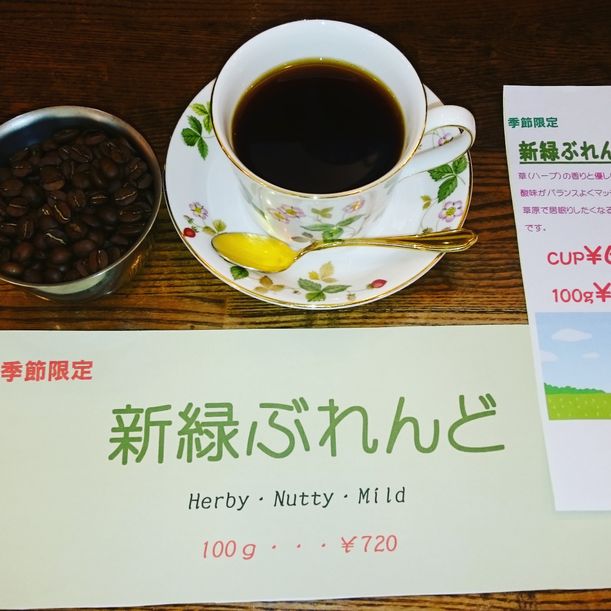 季節限定
新緑ぶれんど
Herby・Nutty・Mild
100g・・・¥720
季節限定
新緑ぶれん
草(ハーブ)の香りと優し
酸味がバランスよくマッ
草原で居眠りしたくなる
です。
CUP¥
100g¥